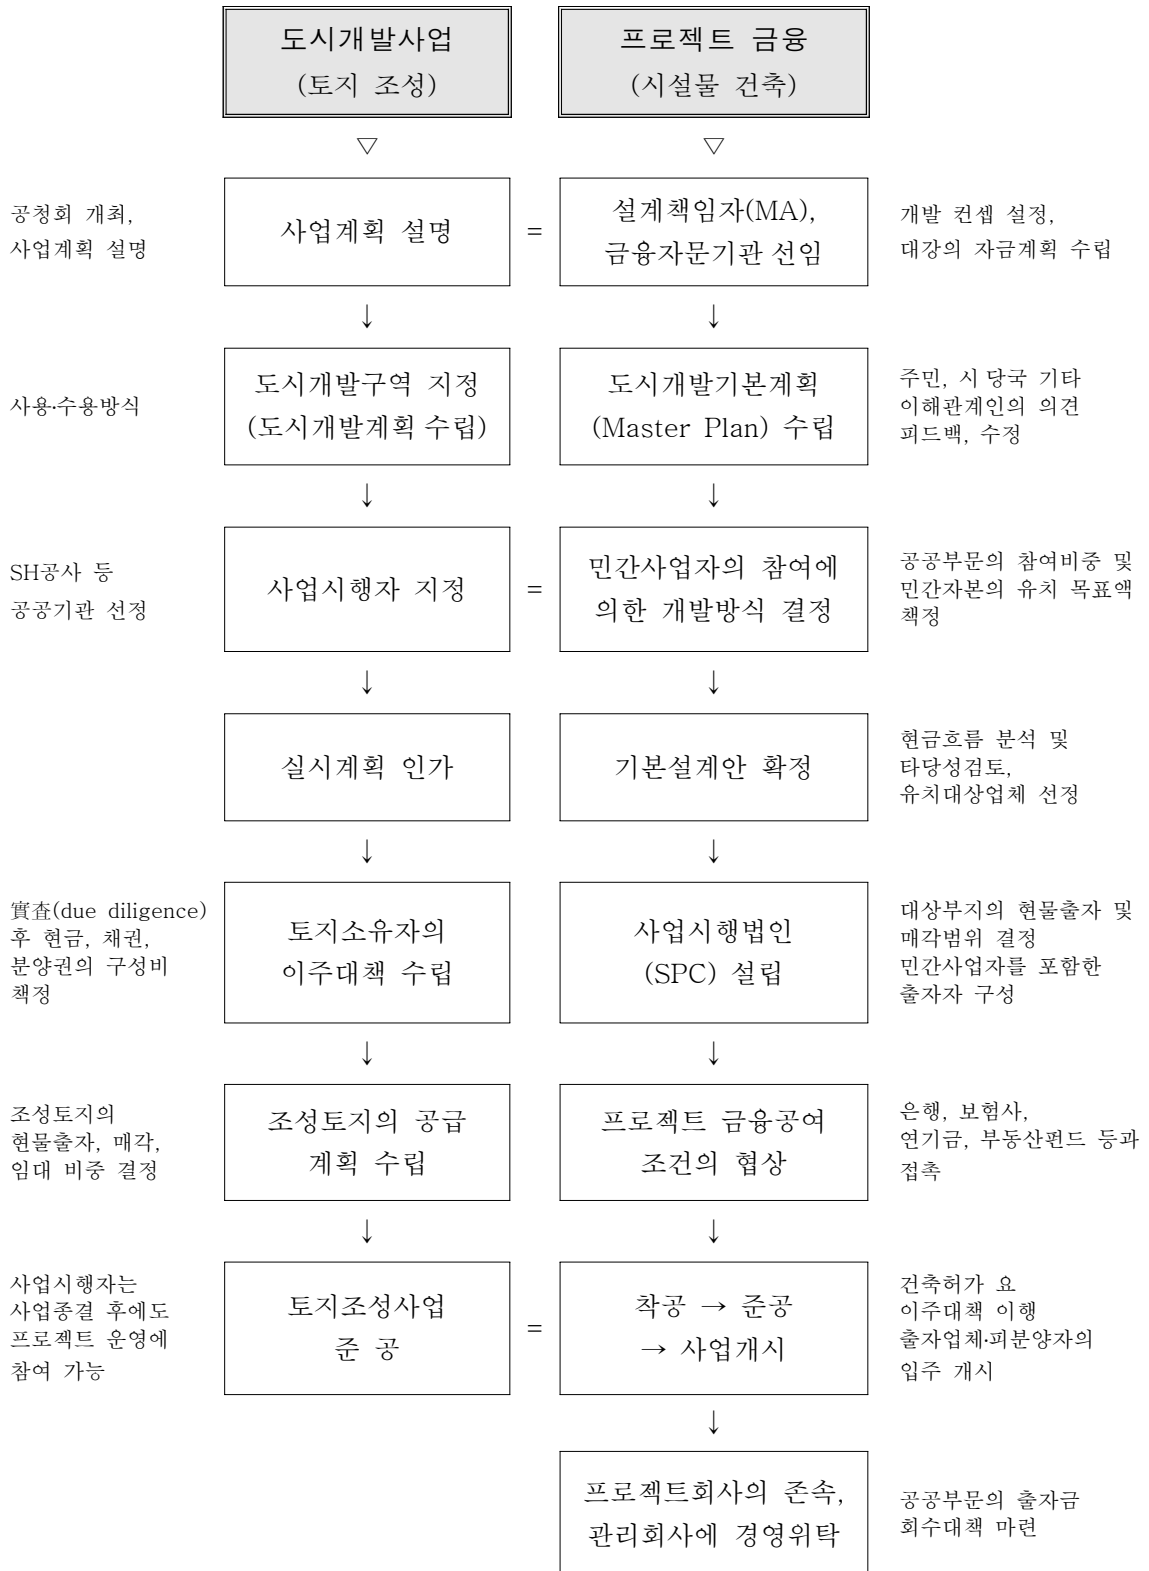 도시개발사업
(토지 조성)
프로젝트 금융
(시설물 건축)
▽
▽
공청회 개최,
사업계획 설명
사업계획 설명
=
설계책임자(MA),
금융자문기관 선임
개발 컨셉 설정,
대강의 자금계획 수립
↓
↓
사용·수용방식
도시개발구역 지정
(도시개발계획 수립)
도시개발기본계획
(Master Plan) 수립
주민, 시 당국 기타
이해관계인의 의견
피드백, 수정
↓
↓
SH공사 등
공공기관 선정
사업시행자 지정
=
민간사업자의 참여에
의한 개발방식 결정
공공부문의 참여비중 및
민간자본의 유치 목표액
책정
↓
↓
실시계획 인가
기본설계안 확정
현금흐름 분석 및
타당성검토,
유치대상업체 선정
↓
↓
實査(due diligence)
후 현금, 채권,
분양권의 구성비
책정
토지소유자의
이주대책 수립
사업시행법인
(SPC) 설립
대상부지의 현물출자 및
매각범위 결정
민간사업자를 포함한
출자자 구성
↓
↓
조성토지의
현물출자, 매각,
임대 비중 결정
조성토지의 공급
계획 수립
프로젝트 금융공여
조건의 협상
은행, 보험사,
연기금, 부동산펀드 등과
접촉
↓
↓
사업시행자는
사업종결 후에도
프로젝트 운영에
참여 가능
토지조성사업
준 공
=
착공 → 준공
→ 사업개시
건축허가 요
이주대책 이행
출자업체·피분양자의
입주 개시
↓
프로젝트회사의 존속,
관리회사에 경영위탁
공공부문의 출자금
회수대책 마련